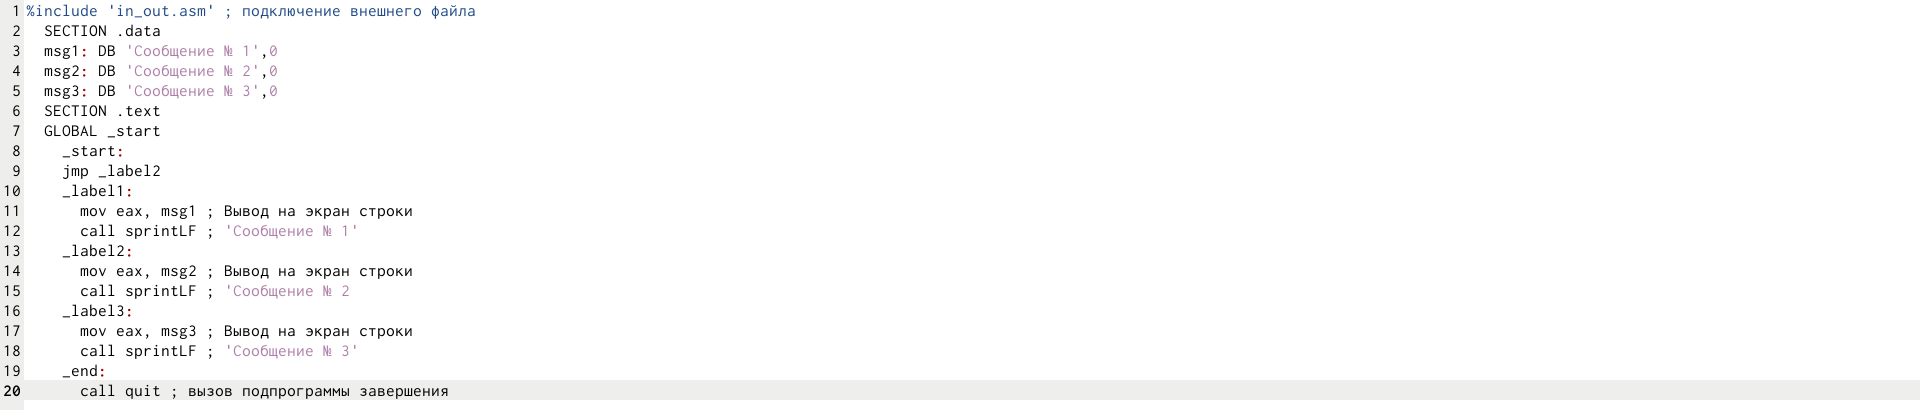 1 %include 'in_out.asm' ; подключение внешнего файла
2 SECTION .data
3 msg1: DB 'Сообщение № 1',0
4 msg2: DB 'Сообщение № 2',0
5 msg3: DB 'Сообщение № 3',0
6 SECTION .text
7 GLOBAL _start
8 _start:
9 jmp _label2
10 _label1:
11 mov eax, msg1 ; Вывод на экран строки
12 call sprintLF ; 'Сообщение № 1'
13 _label2:
14 mov eax, msg2 ; Вывод на экран строки
15 call sprintLF ; 'Сообщение № 2
16 _label3:
17 mov eax, msg3 ; Вывод на экран строки
18 call sprintLF ; 'Сообщение № 3'
19 _end:
20 call quit ; вызов подпрограммы завершения